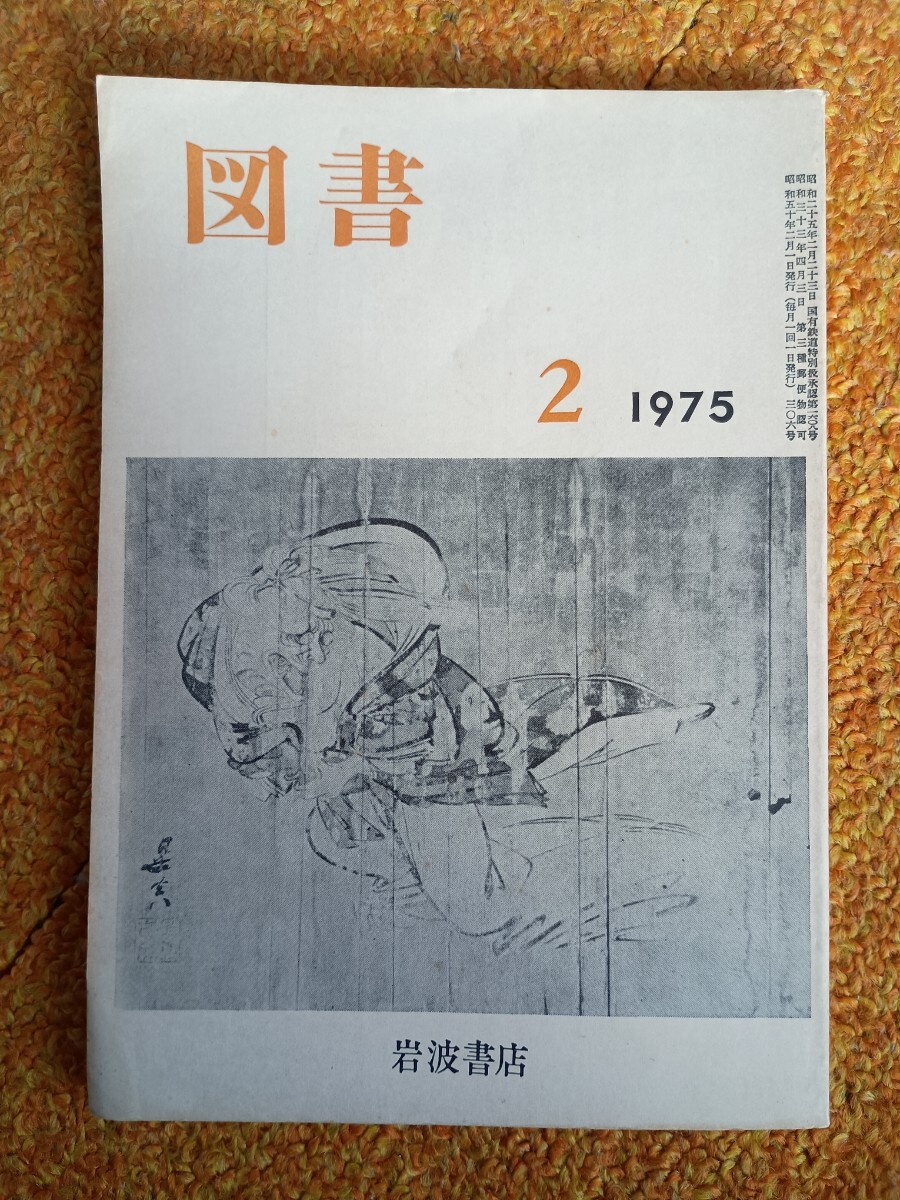 図書
2 1975
昭和二十五年二月二十三日 国有鉄道特別扱承認第一六〇八号
昭和三十三年四月三日 第三種郵便物認可
昭和五十年二月一日発行(毎月一回一日発行) 三〇六号
岩波書店